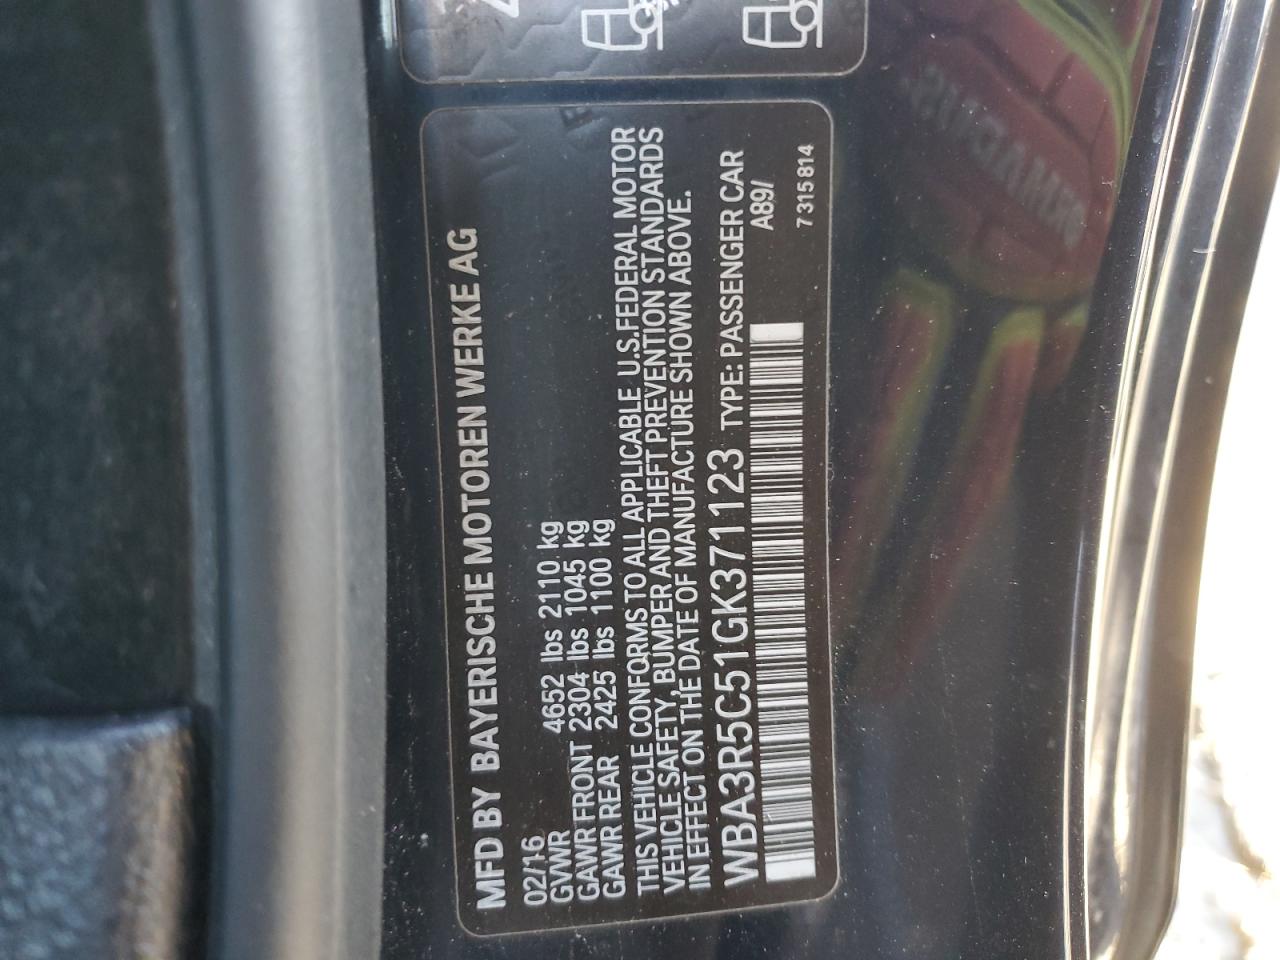 MFD BY BAYERISCHE MOTOREN WERKE AG
02/16
GVWR 4652 lbs 2110 kg
GAWR FRONT 2304 lbs 1045 kg
GAWR REAR 2425 lbs 1100 kg
THIS VEHICLE CONFORMS TO ALL APPLICABLE U.S.FEDERAL MOTOR
VEHICLE SAFETY, BUMPER AND THEFT PREVENTION STANDARDS
IN EFFECT ON THE DATE OF MANUFACTURE SHOWN ABOVE.
WBA3R5C51GK371123 TYPE: PASSENGER CAR
A89/
7 315 814